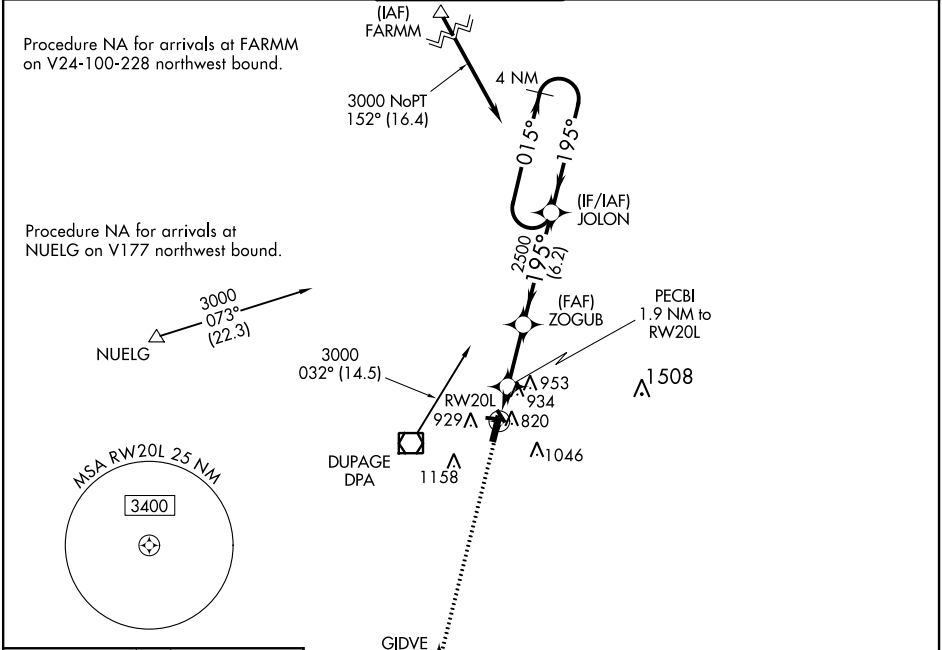 (IAF)
FARMM
Procedure NA for arrivals at FARMM
on V24-100-228 northwest bound.
3000 NoPT
152° (16.4)
4 NM
015°
195°
(IF/IAF)
JOLON
Procedure NA for arrivals at
NUELG on V177 northwest bound.
2500
195°
(6.2)
3000
073°
(22.3)
NUELG
(FAF)
ZOGUB
PECBI
1.9 NM to
RW20L
3000
032° (14.5)
953
934
1508
RW20L
929
820
DUPAGE
DPA
1158
1046
MSA RW20L 25 NM
3400
GIDVE